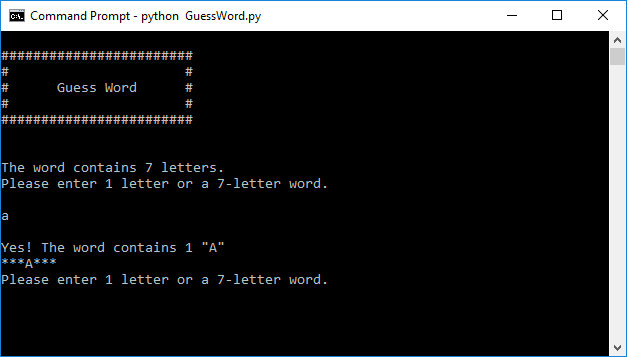 Command Prompt - python  GuessWord.py
########################
#                      #
#      Guess Word      #
#                      #
########################
The word contains 7 letters.
Please enter 1 letter or a 7-letter word.
a
Yes! The word contains 1 "A"
***A***
Please enter 1 letter or a 7-letter word.